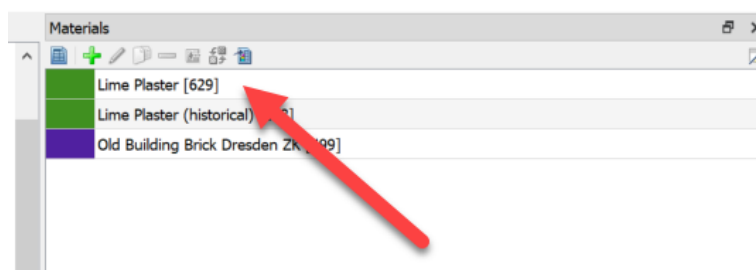 Materials
Lime Plaster [629]
Lime Plaster (historical)
Old Building Brick Dresden ZK